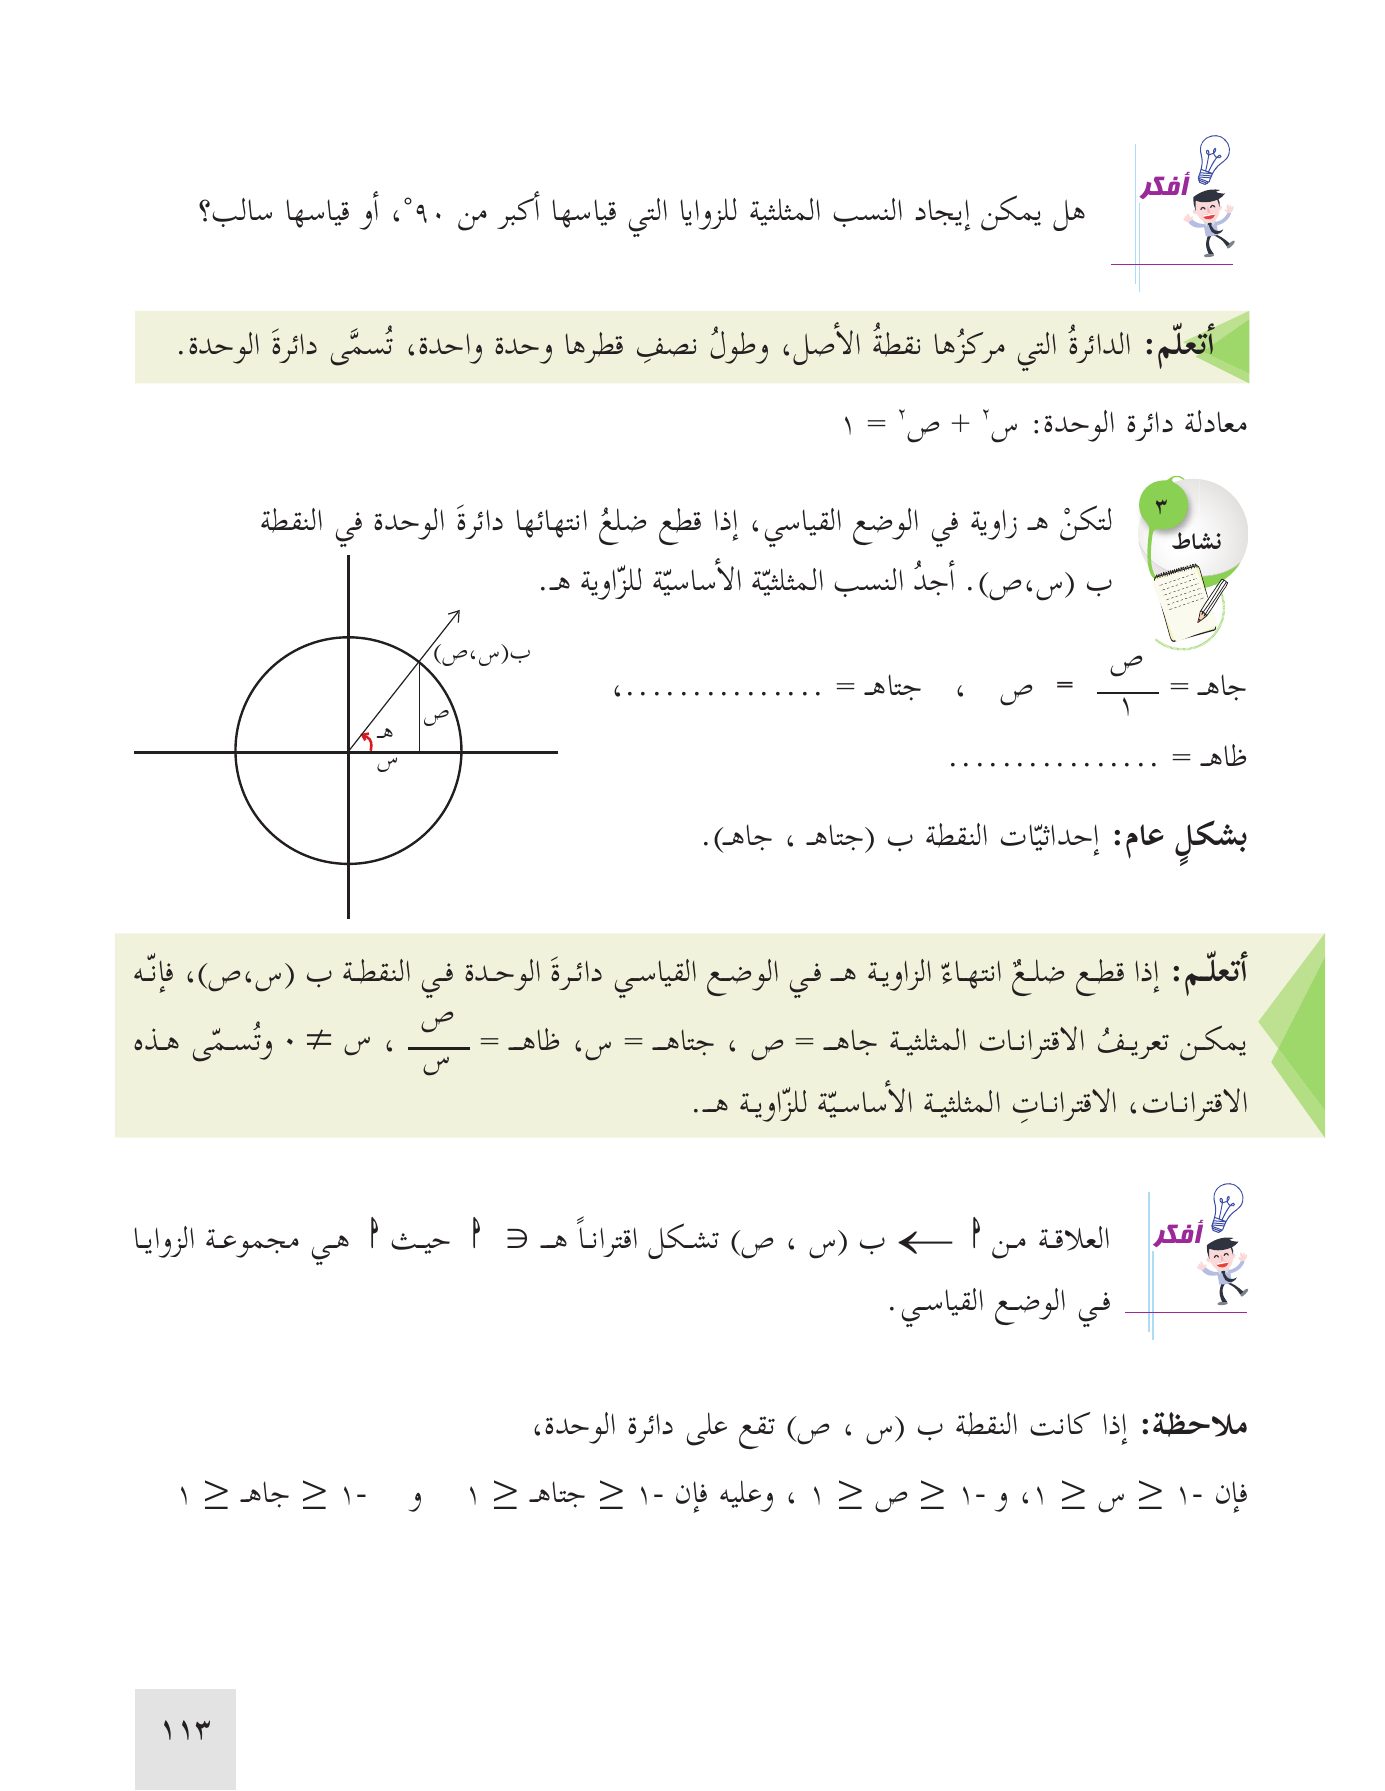 أفكر
هل يمكن إيجاد النسب المثلثية للزوايا التي قياسها أكبر من ٩٠°، أو قياسها سالب؟
أتعلّم: الدائرةُ التي مركزُها نقطةُ الأصل، وطولُ نصفِ قطرها وحدة واحدة، تُسمَّى دائرةَ الوحدة.
معادلة دائرة الوحدة: س٢ + ص٢ = ١
٣
نشاط
لتكنْ هـ زاوية في الوضع القياسي، إذا قطع ضلعُ انتهائها دائرةَ الوحدة في النقطة
ب (س،ص). أجدُ النسب المثلثيّة الأساسيّة للزّاوية هـ.
ب(س،ص)
ص
هـ
س
جاهـ = ص/١ = ص ، جتاهـ = ...............،
ظاهـ = ................
بشكلٍ عام: إحداثيّات النقطة ب (جتاهـ ، جاهـ).
أتعلّم: إذا قطع ضلعٌ انتهاءّ الزاوية هـ في الوضع القياسي دائرةَ الوحدة في النقطة ب (س،ص)، فإنّه
يمكن تعريفُ الاقترانات المثلثية جاهـ = ص ، جتاهـ = س، ظاهـ = ص/س ، س ≠ ٠ وتُسمّى هذه
الاقترانات، الاقتراناتِ المثلثية الأساسيّة للزّاوية هـ.
أفكر
العلاقة من أ ← ب (س ، ص) تشكل اقتراناً هـ ∈ أ حيث أ هي مجموعة الزوايا
في الوضع القياسي.
ملاحظة: إذا كانت النقطة ب (س ، ص) تقع على دائرة الوحدة،
فإن -١ ≤ س ≤ ١، و -١ ≤ ص ≤ ١ ، وعليه فإن -١ ≤ جتاهـ ≤ ١ و -١ ≤ جاهـ ≤ ١
١١٣